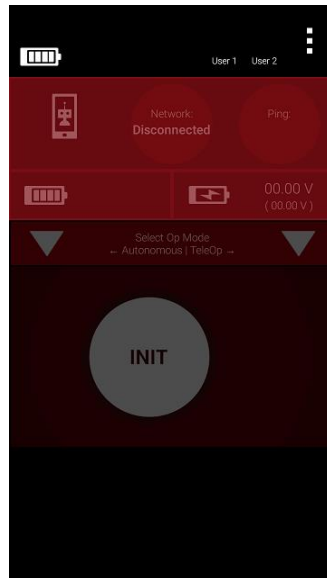 User 1 User 2
Network:
Disconnected
Ping:
00.00 V
( 00.00 V )
Select Op Mode
← Autonomous | TeleOp →
INIT